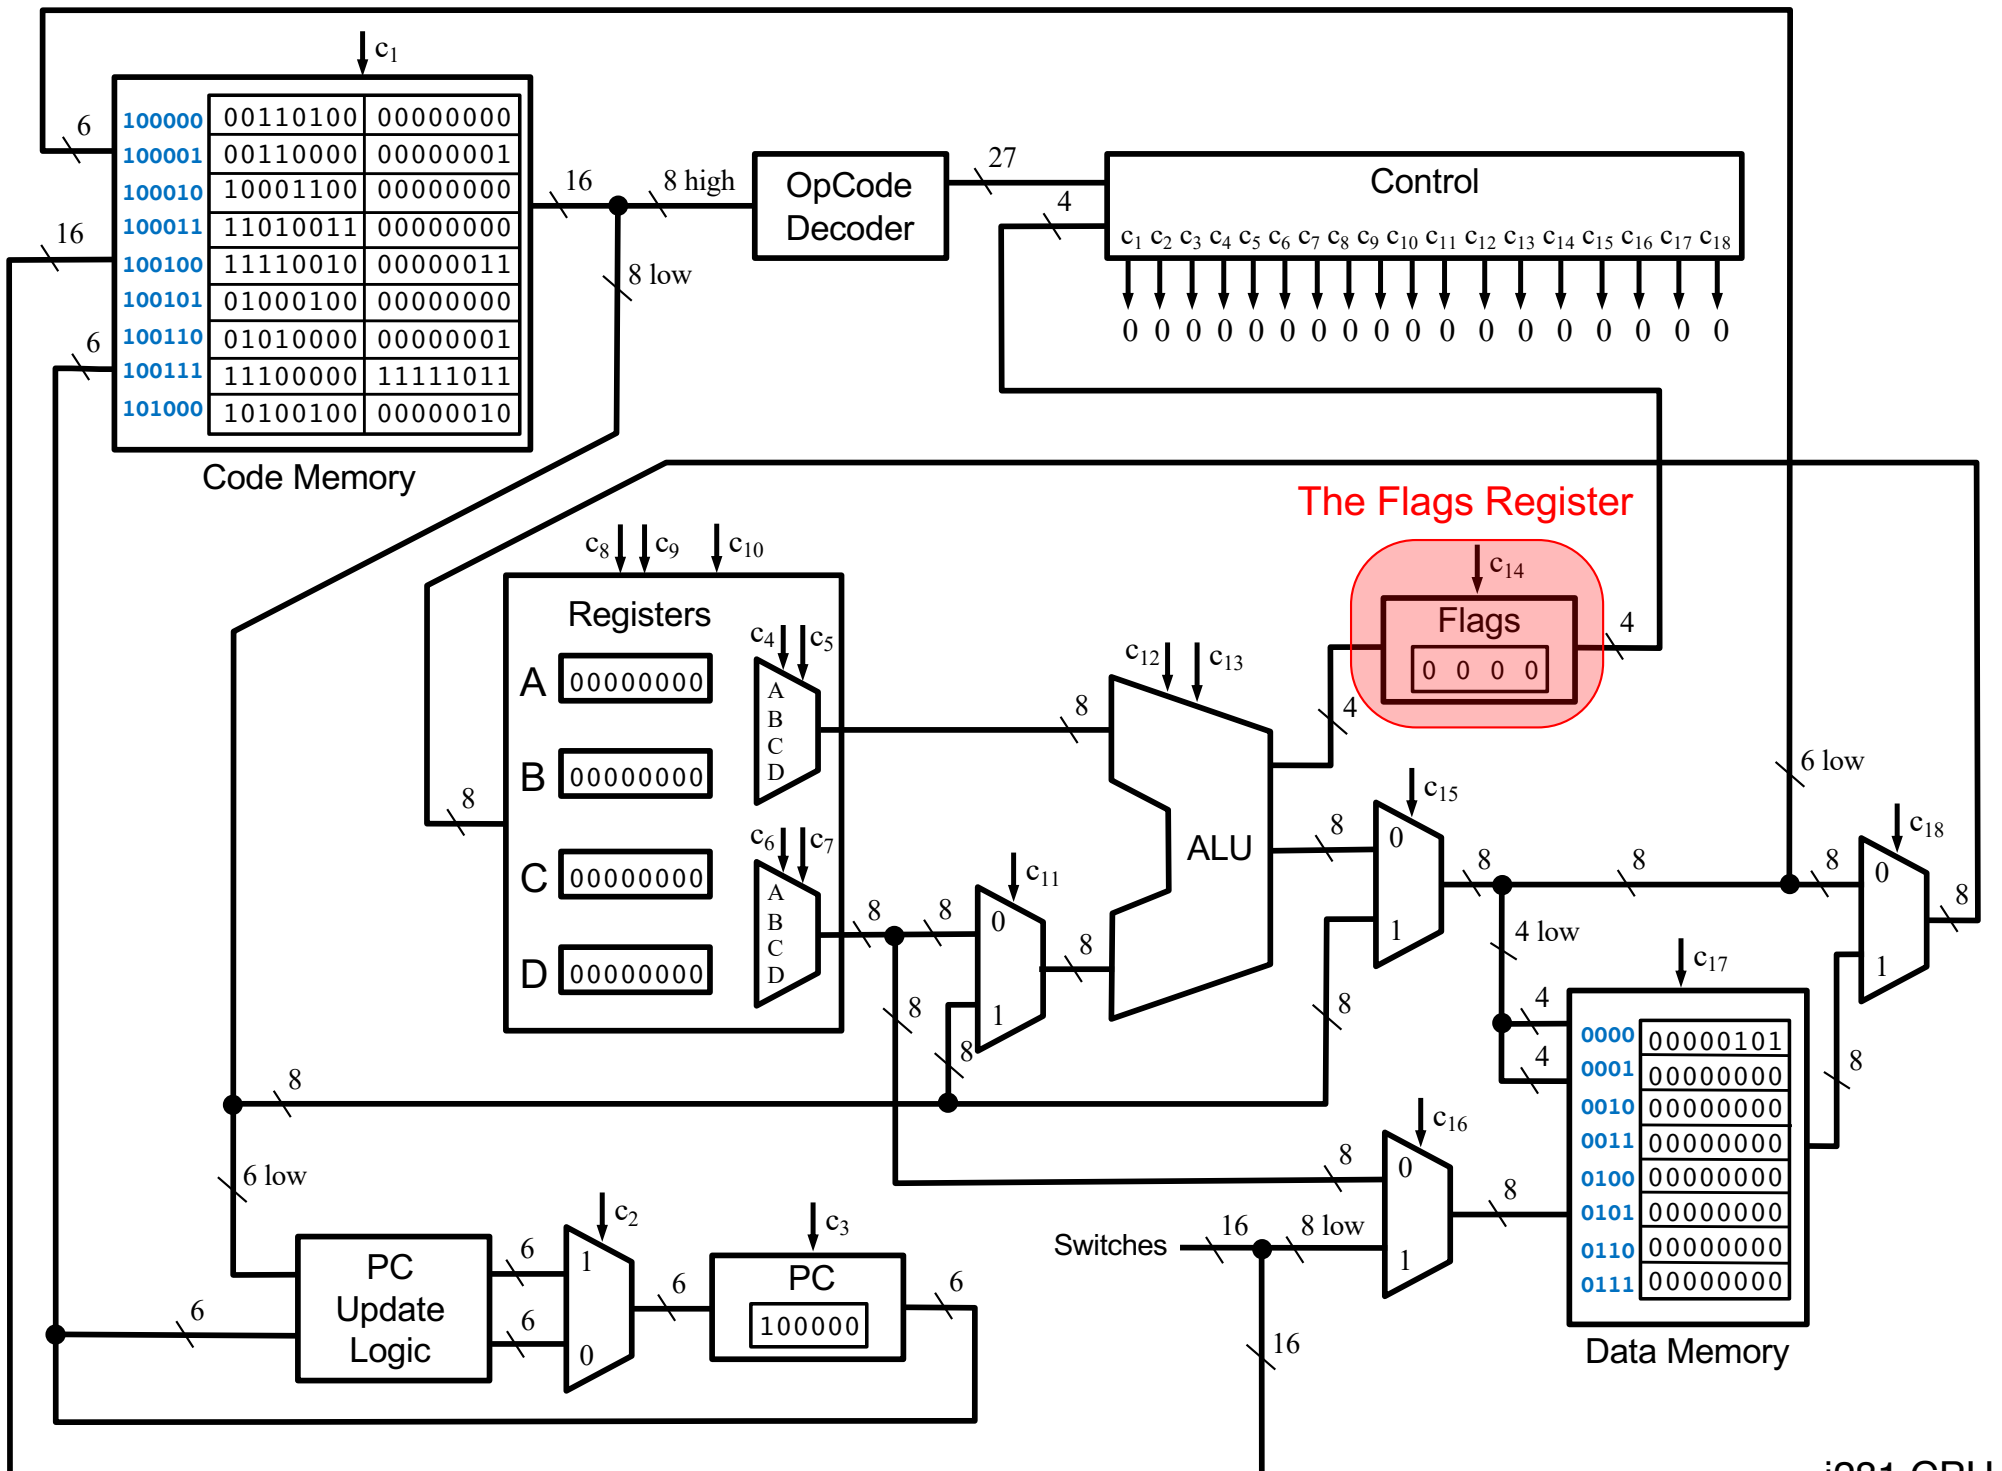 c1
100000 00110100 00000000
100001 00110000 00000001
100010 10001100 00000000
100011 11010011 00000000
100100 11110010 00000011
100101 01000100 00000000
100110 01010000 00000001
100111 11100000 11111011
101000 10100100 00000010
Code Memory
6
16
6
16
8 high
8 low
OpCode
Decoder
27
4
Control
c1 c2 c3 c4 c5 c6 c7 c8 c9 c10 c11 c12 c13 c14 c15 c16 c17 c18
0 0 0 0 0 0 0 0 0 0 0 0 0 0 0 0 0 0
The Flags Register
c14
Flags
0 0 0 0
4
4
c8 c9 c10
Registers
A 00000000
B 00000000
C 00000000
D 00000000
8
c4 c5
A
B
C
D
c6 c7
A
B
C
D
8
8
8
8
c11
0
1
8
8
c12 c13
ALU
8
c15
0
1
8
8
8
8
6 low
4 low
4
4
c18
0
1
8
8
c17
0000 00000101
0001 00000000
0010 00000000
0011 00000000
0100 00000000
0101 00000000
0110 00000000
0111 00000000
Data Memory
8
6 low
6
PC
Update
Logic
6
6
c2
1
0
6
c3
PC
100000
6
Switches
16
8 low
16
8
c16
0
1
8